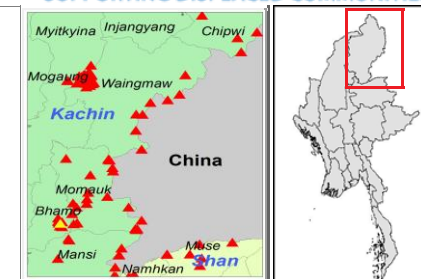 Myitkyina Injangyang Chipwi
Mogaung
Waingmaw
Kachin
China
Momauk
Bhamo
Muse
Mansi
Shan
Namhkan